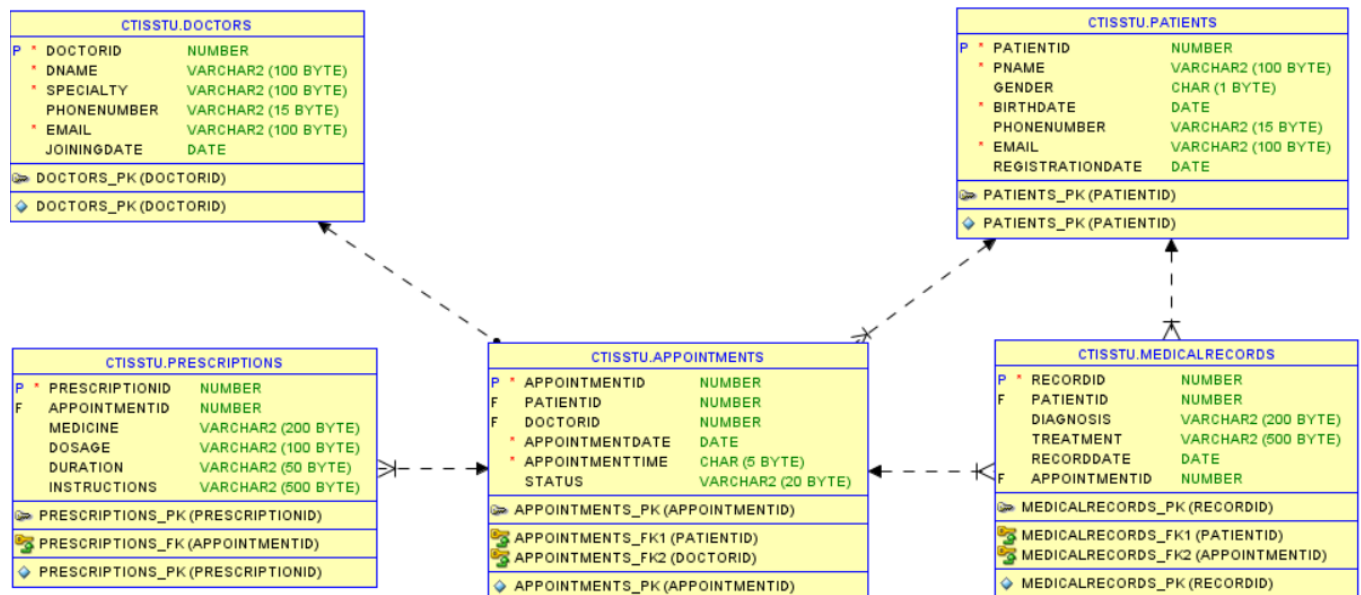 CTISSTU.DOCTORS
P * DOCTORID NUMBER
* DNAME VARCHAR2 (100 BYTE)
* SPECIALTY VARCHAR2 (100 BYTE)
PHONENUMBER VARCHAR2 (15 BYTE)
* EMAIL VARCHAR2 (100 BYTE)
JOININGDATE DATE
DOCTORS_PK (DOCTORID)
DOCTORS_PK (DOCTORID)
CTISSTU.PATIENTS
P * PATIENTID NUMBER
* PNAME VARCHAR2 (100 BYTE)
GENDER CHAR (1 BYTE)
* BIRTHDATE DATE
PHONENUMBER VARCHAR2 (15 BYTE)
* EMAIL VARCHAR2 (100 BYTE)
REGISTRATIONDATE DATE
PATIENTS_PK (PATIENTID)
PATIENTS_PK (PATIENTID)
CTISSTU.PRESCRIPTIONS
P * PRESCRIPTIONID NUMBER
F APPOINTMENTID NUMBER
MEDICINE VARCHAR2 (200 BYTE)
DOSAGE VARCHAR2 (100 BYTE)
DURATION VARCHAR2 (50 BYTE)
INSTRUCTIONS VARCHAR2 (500 BYTE)
PRESCRIPTIONS_PK (PRESCRIPTIONID)
PRESCRIPTIONS_FK (APPOINTMENTID)
PRESCRIPTIONS_PK (PRESCRIPTIONID)
CTISSTU.APPOINTMENTS
P * APPOINTMENTID NUMBER
F PATIENTID NUMBER
F DOCTORID NUMBER
* APPOINTMENTDATE DATE
* APPOINTMENTTIME CHAR (5 BYTE)
STATUS VARCHAR2 (20 BYTE)
APPOINTMENTS_PK (APPOINTMENTID)
APPOINTMENTS_FK1 (PATIENTID)
APPOINTMENTS_FK2 (DOCTORID)
APPOINTMENTS_PK (APPOINTMENTID)
CTISSTU.MEDICALRECORDS
P * RECORDID NUMBER
F PATIENTID NUMBER
DIAGNOSIS VARCHAR2 (200 BYTE)
TREATMENT VARCHAR2 (500 BYTE)
RECORDDATE DATE
F APPOINTMENTID NUMBER
MEDICALRECORDS_PK (RECORDID)
MEDICALRECORDS_FK1 (PATIENTID)
MEDICALRECORDS_FK2 (APPOINTMENTID)
MEDICALRECORDS_PK (RECORDID)